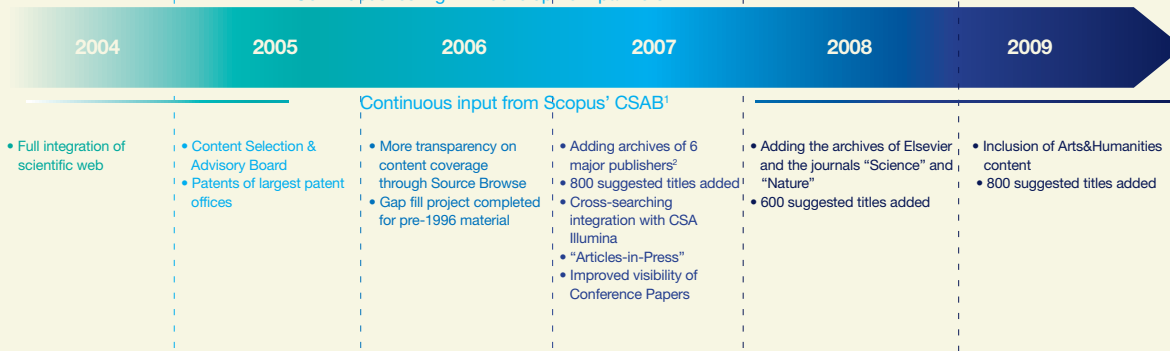 2004 2005 2006 2007 2008 2009
Continuous input from Scopus’ CSAB¹
• Full integration of
scientific web
• Content Selection &
Advisory Board
• Patents of largest patent
offices
• More transparency on
content coverage
through Source Browse
• Gap fill project completed
for pre-1996 material
• Adding archives of 6
major publishers²
• 800 suggested titles added
• Cross-searching
integration with CSA
Illumina
• “Articles-in-Press”
• Improved visibility of
Conference Papers
• Adding the archives of Elsevier
and the journals “Science” and
“Nature”
• 600 suggested titles added
• Inclusion of Arts&Humanities
content
• 800 suggested titles added